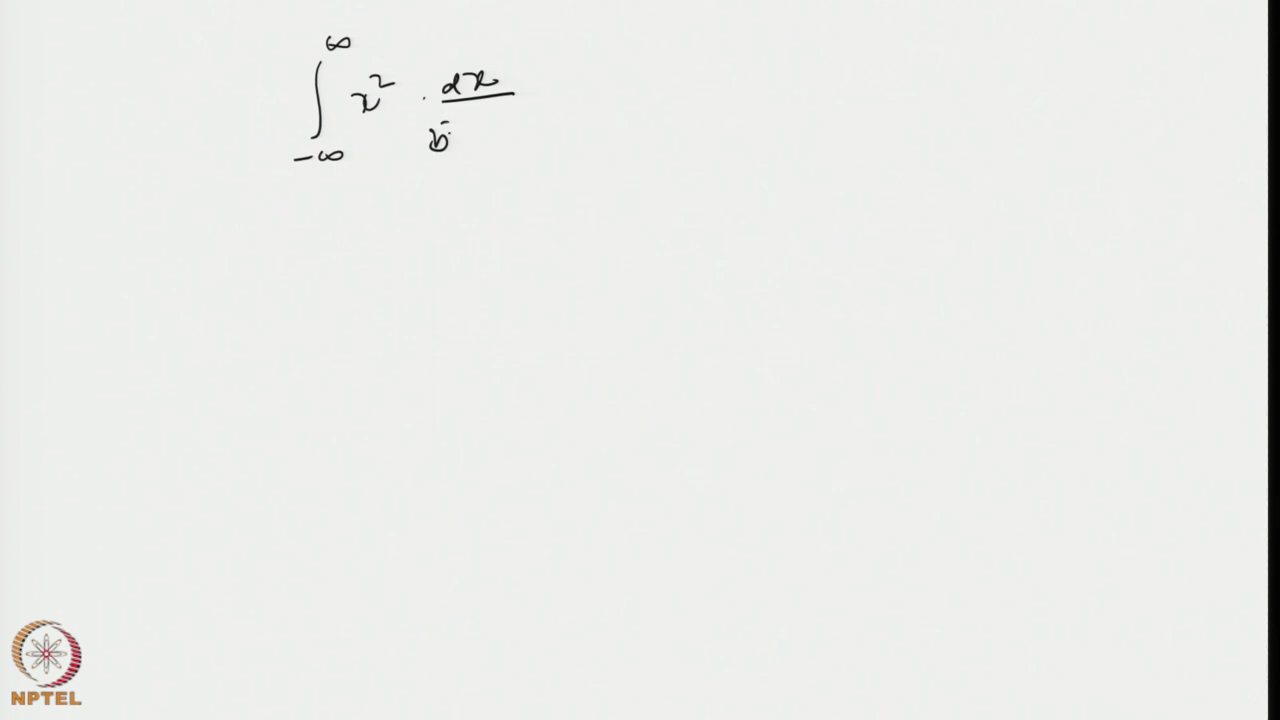 ∫_{-∞}^{∞} x² · dx / b
NPTEL